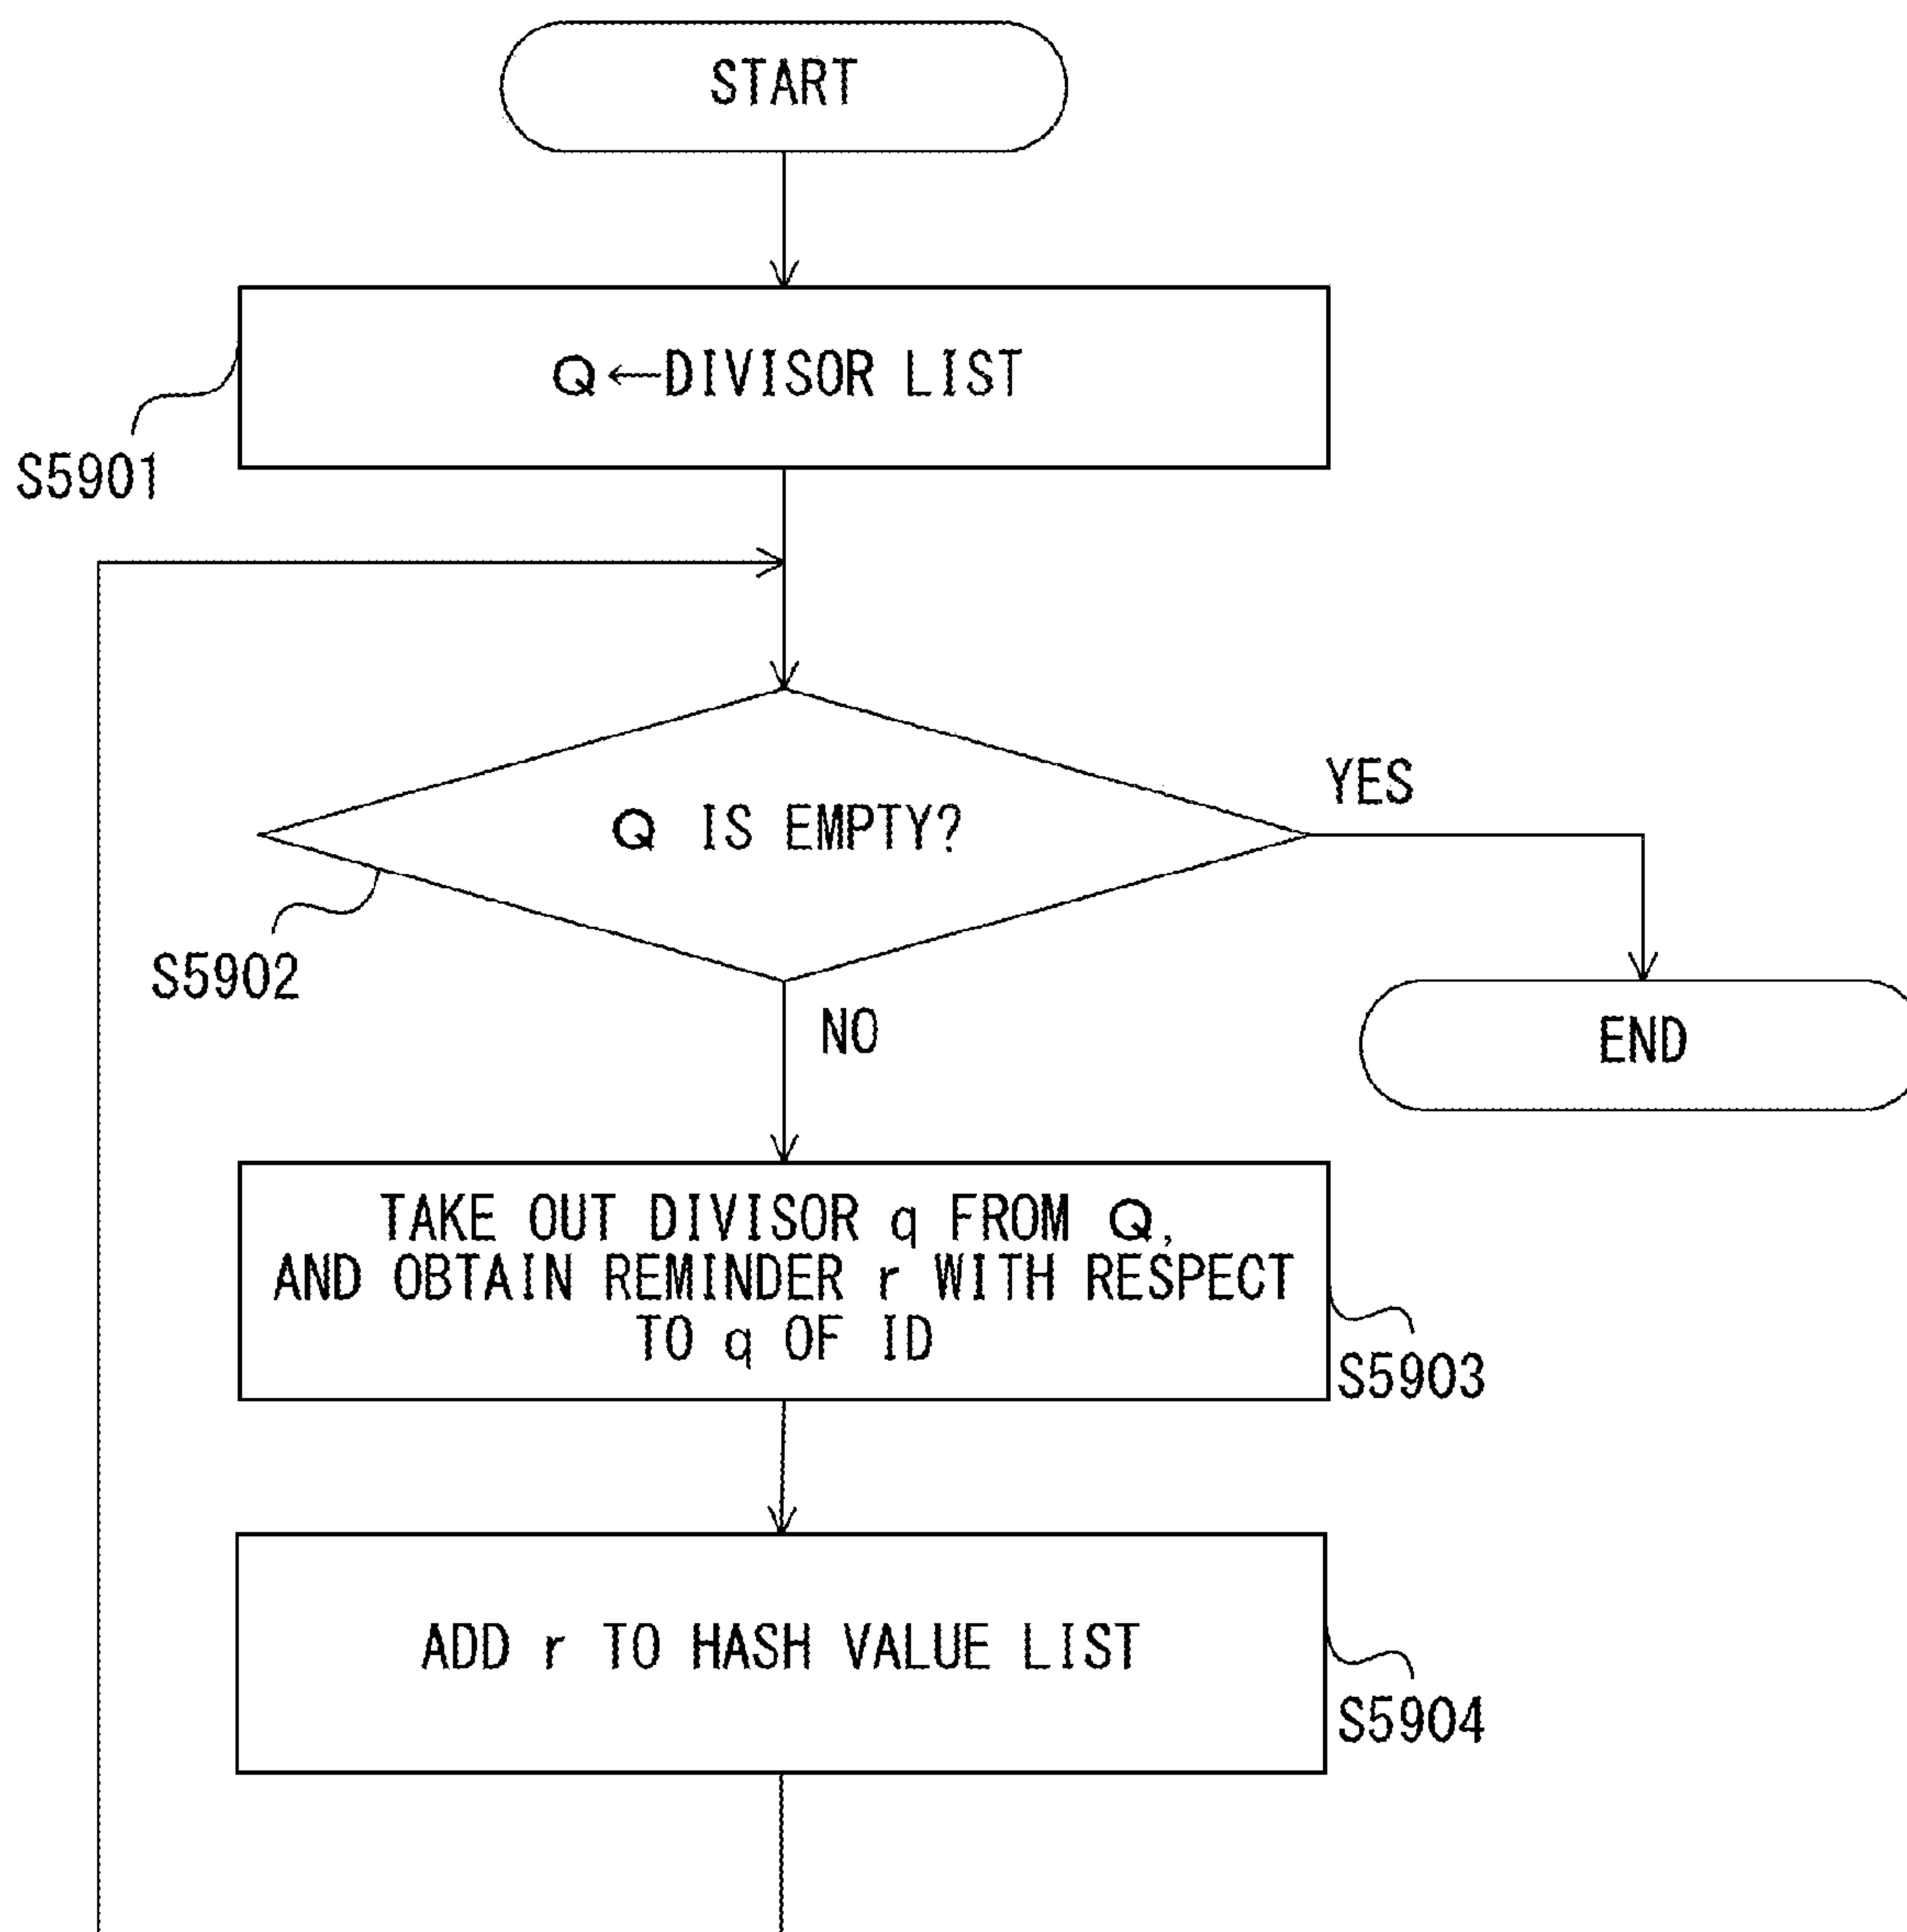 START
Q←DIVISOR LIST
S5901
Q IS EMPTY?
YES
S5902
NO
END
TAKE OUT DIVISOR q FROM Q,
AND OBTAIN REMINDER r WITH RESPECT
TO q OF ID
S5903
ADD r TO HASH VALUE LIST
S5904